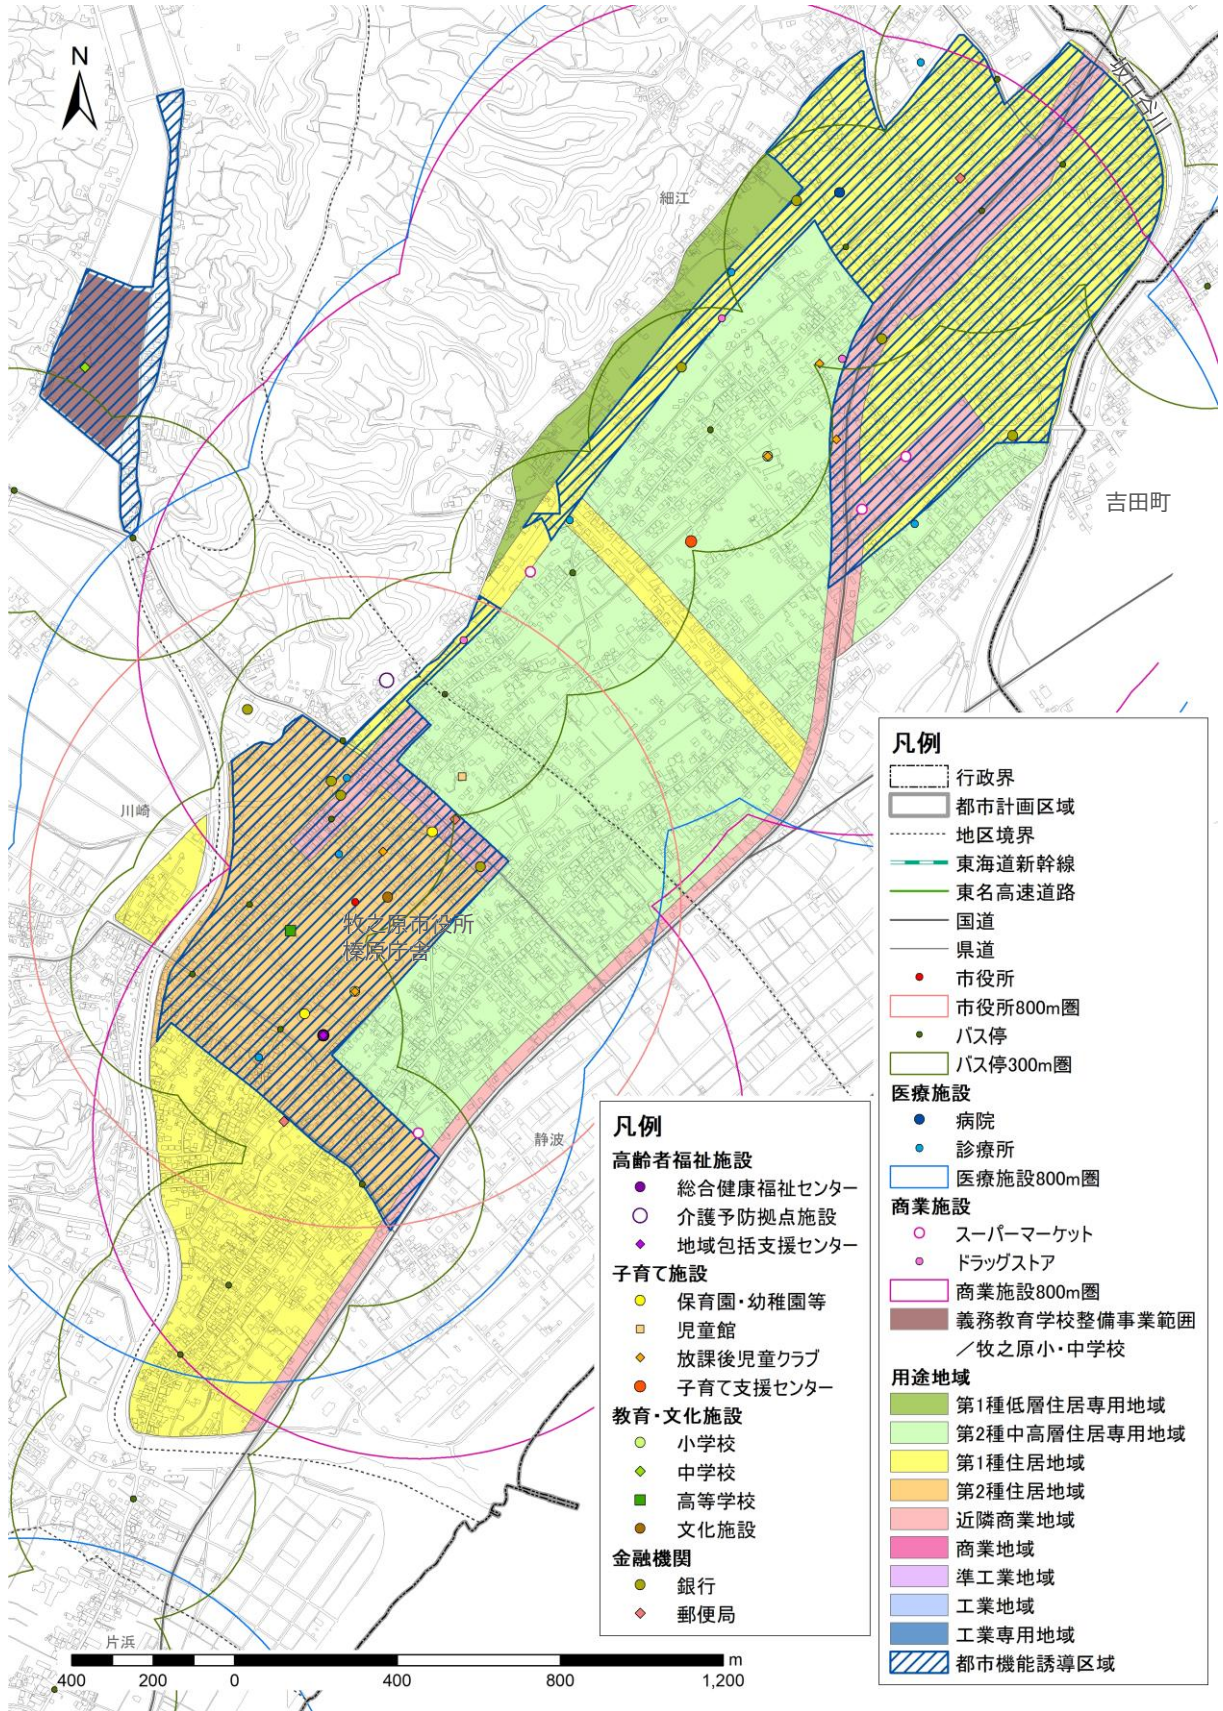 N
坂口谷川
細江
吉田町
川崎
牧之原市役所
榛原庁舎
静波
片浜
凡例
行政界
都市計画区域
地区境界
東海道新幹線
東名高速道路
国道
県道
市役所
市役所800m圏
バス停
バス停300m圏
医療施設
病院
診療所
医療施設800m圏
商業施設
スーパーマーケット
ドラッグストア
商業施設800m圏
義務教育学校整備事業範囲
／牧之原小・中学校
用途地域
第1種低層住居専用地域
第2種中高層住居専用地域
第1種住居地域
第2種住居地域
近隣商業地域
商業地域
準工業地域
工業地域
工業専用地域
都市機能誘導区域
凡例
高齢者福祉施設
総合健康福祉センター
介護予防拠点施設
地域包括支援センター
子育て施設
保育園・幼稚園等
児童館
放課後児童クラブ
子育て支援センター
教育・文化施設
小学校
中学校
高等学校
文化施設
金融機関
銀行
郵便局
m
400 200 0 400 800 1,200